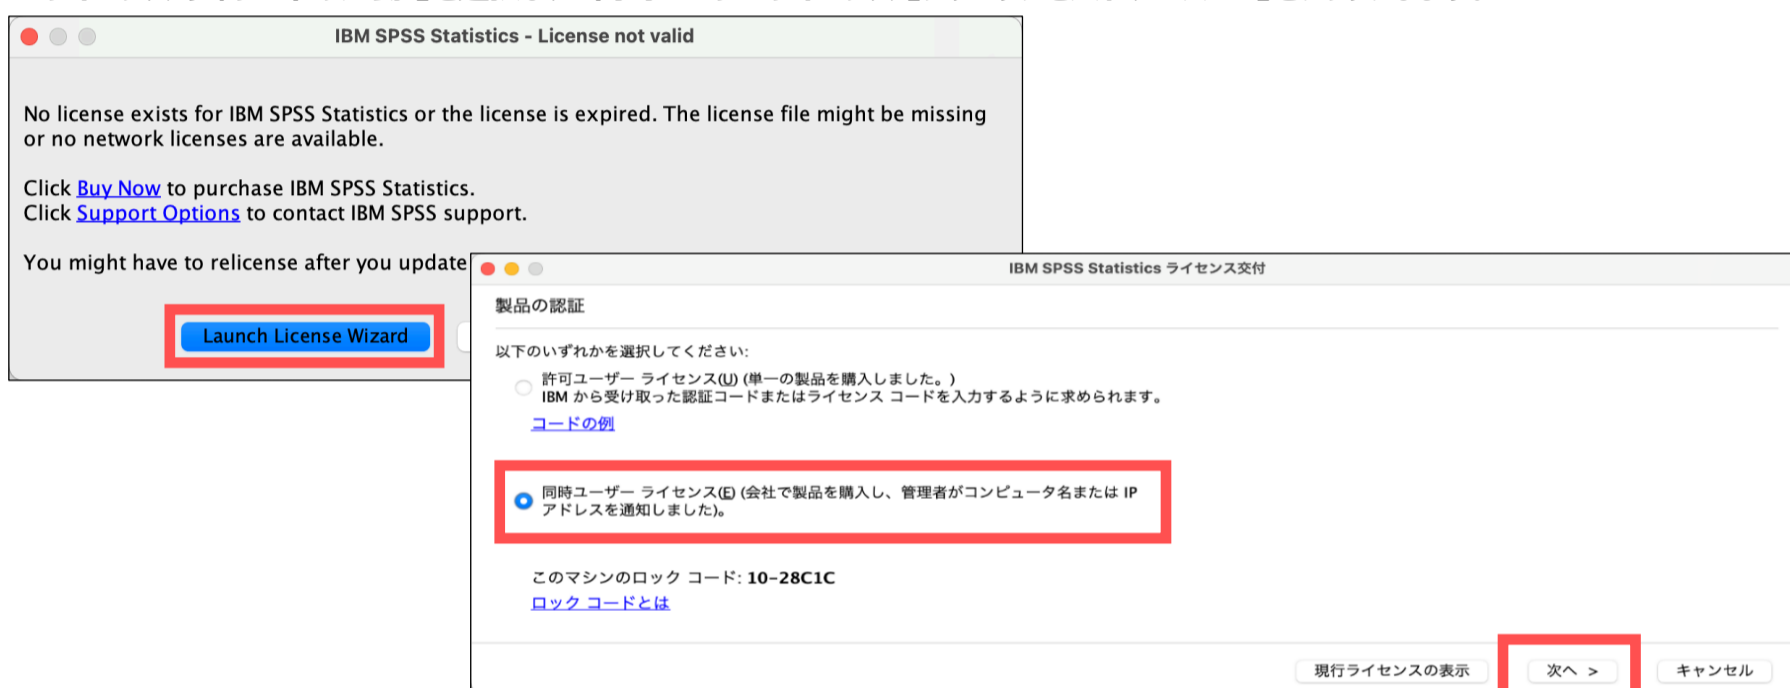 IBM SPSS Statistics - License not valid
No license exists for IBM SPSS Statistics or the license is expired. The license file might be missing
or no network licenses are available.
Click Buy Now to purchase IBM SPSS Statistics.
Click Support Options to contact IBM SPSS support.
You might have to relicense after you update
Launch License Wizard
IBM SPSS Statistics ライセンス交付
製品の認証
以下のいずれかを選択してください:
許可ユーザー ライセンス(U) (単一の製品を購入しました。)
IBM から受け取った認証コードまたはライセンス コードを入力するように求められます。
コードの例
同時ユーザー ライセンス(E) (会社で製品を購入し、管理者がコンピュータ名または IP
アドレスを通知しました)。
このマシンのロック コード: 10-28C1C
ロック コードとは
現行ライセンスの表示
次へ >
キャンセル